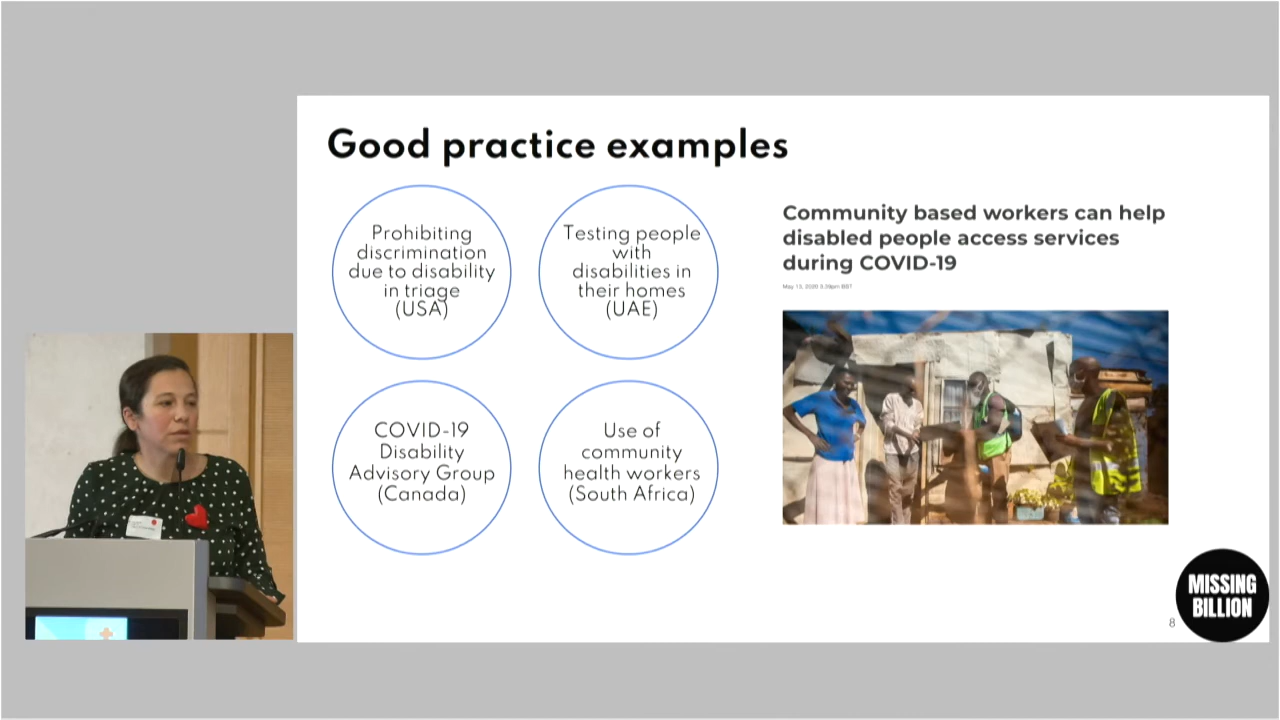 Good practice examples
Prohibiting
discrimination
due to disability
in triage
(USA)
Testing people
with
disabilities in
their homes
(UAE)
COVID-19
Disability
Advisory Group
(Canada)
Use of
community
health workers
(South Africa)
Community based workers can help
disabled people access services
during COVID-19
May 13, 2020 3.39pm BST
MISSING
BILLION
8